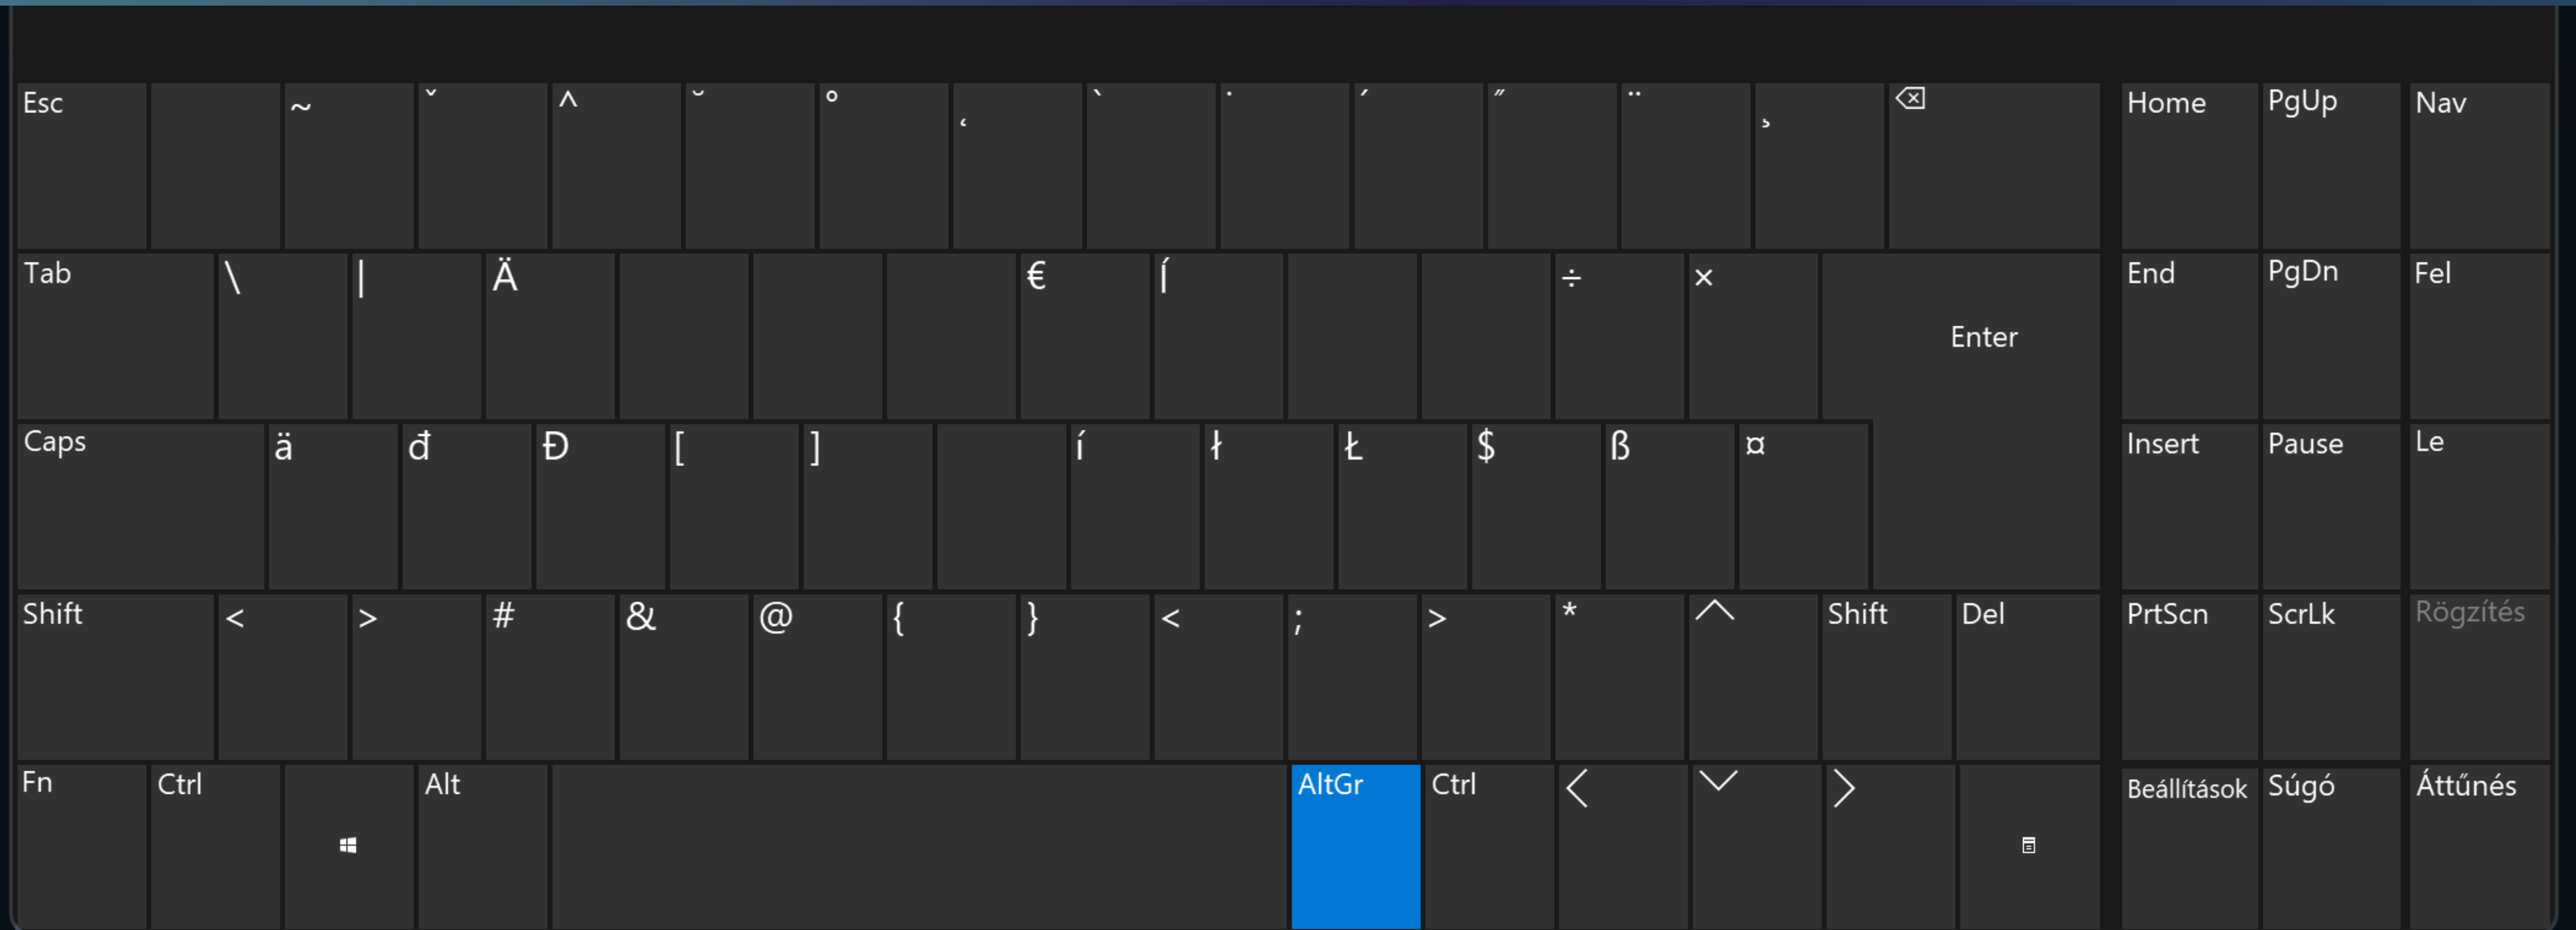 Esc ~ ˇ ^ ˘ ° ˛ ` ˙ ´ ˝ ¨ ¸ Home PgUp Nav
Tab \ | Ä € Í ÷ × Enter End PgDn Fel
Caps ä đ Đ [ ] í ł Ł $ ß ¤ Insert Pause Le
Shift < > # & @ { } < ; > * Shift Del PrtScn ScrLk Rögzítés
Fn Ctrl Alt AltGr Ctrl Beállítások Súgó Áttűnés